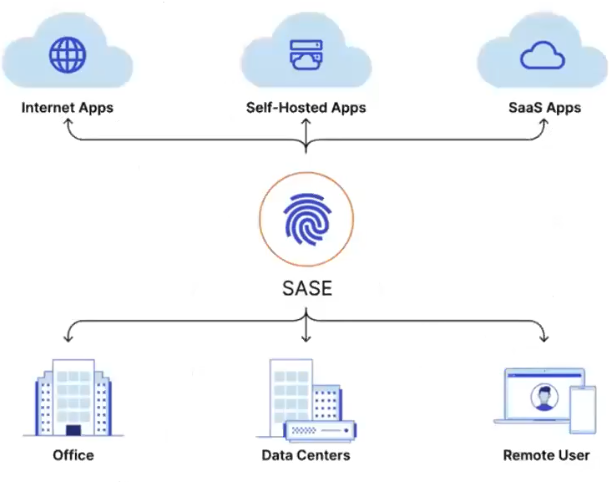 Internet Apps
Self-Hosted Apps
SaaS Apps
SASE
Office
Data Centers
Remote User